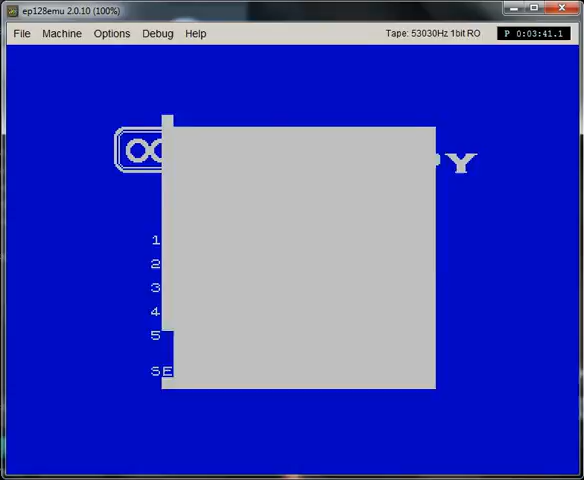 ep128emu 2.0.10 (100%)
File Machine Options Debug Help Tape: 53030Hz 1bit RO P 0:03:41.1
Y
1
2
3
4
5
SE